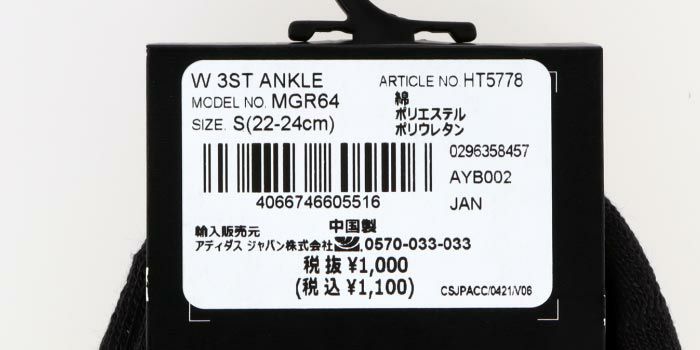 W 3ST ANKLE ARTICLE NO. HT5778
MODEL NO. MGR64 綿
SIZE. S(22-24cm) ポリエステル
ポリウレタン
0296358457
AYB002
4066746605516 JAN
輸入販売元 中国製
アディダス ジャパン株式会社 0570-033-033
税抜 ¥1,000
(税込 ¥1,100) CSJPACC/0421/V06